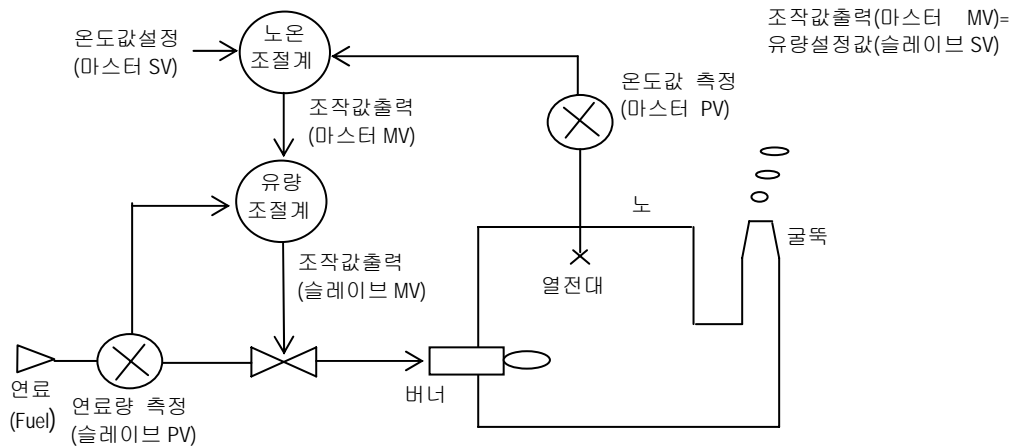 조작값출력(마스터 MV)=
유량설정값(슬레이브 SV)
온도값설정
(마스터 SV)
노온
조절계
온도값 측정
(마스터 PV)
조작값출력
(마스터 MV)
유량
조절계
노
굴뚝
조작값출력
(슬레이브 MV)
열전대
버너
연료
(Fuel)
연료량 측정
(슬레이브 PV)